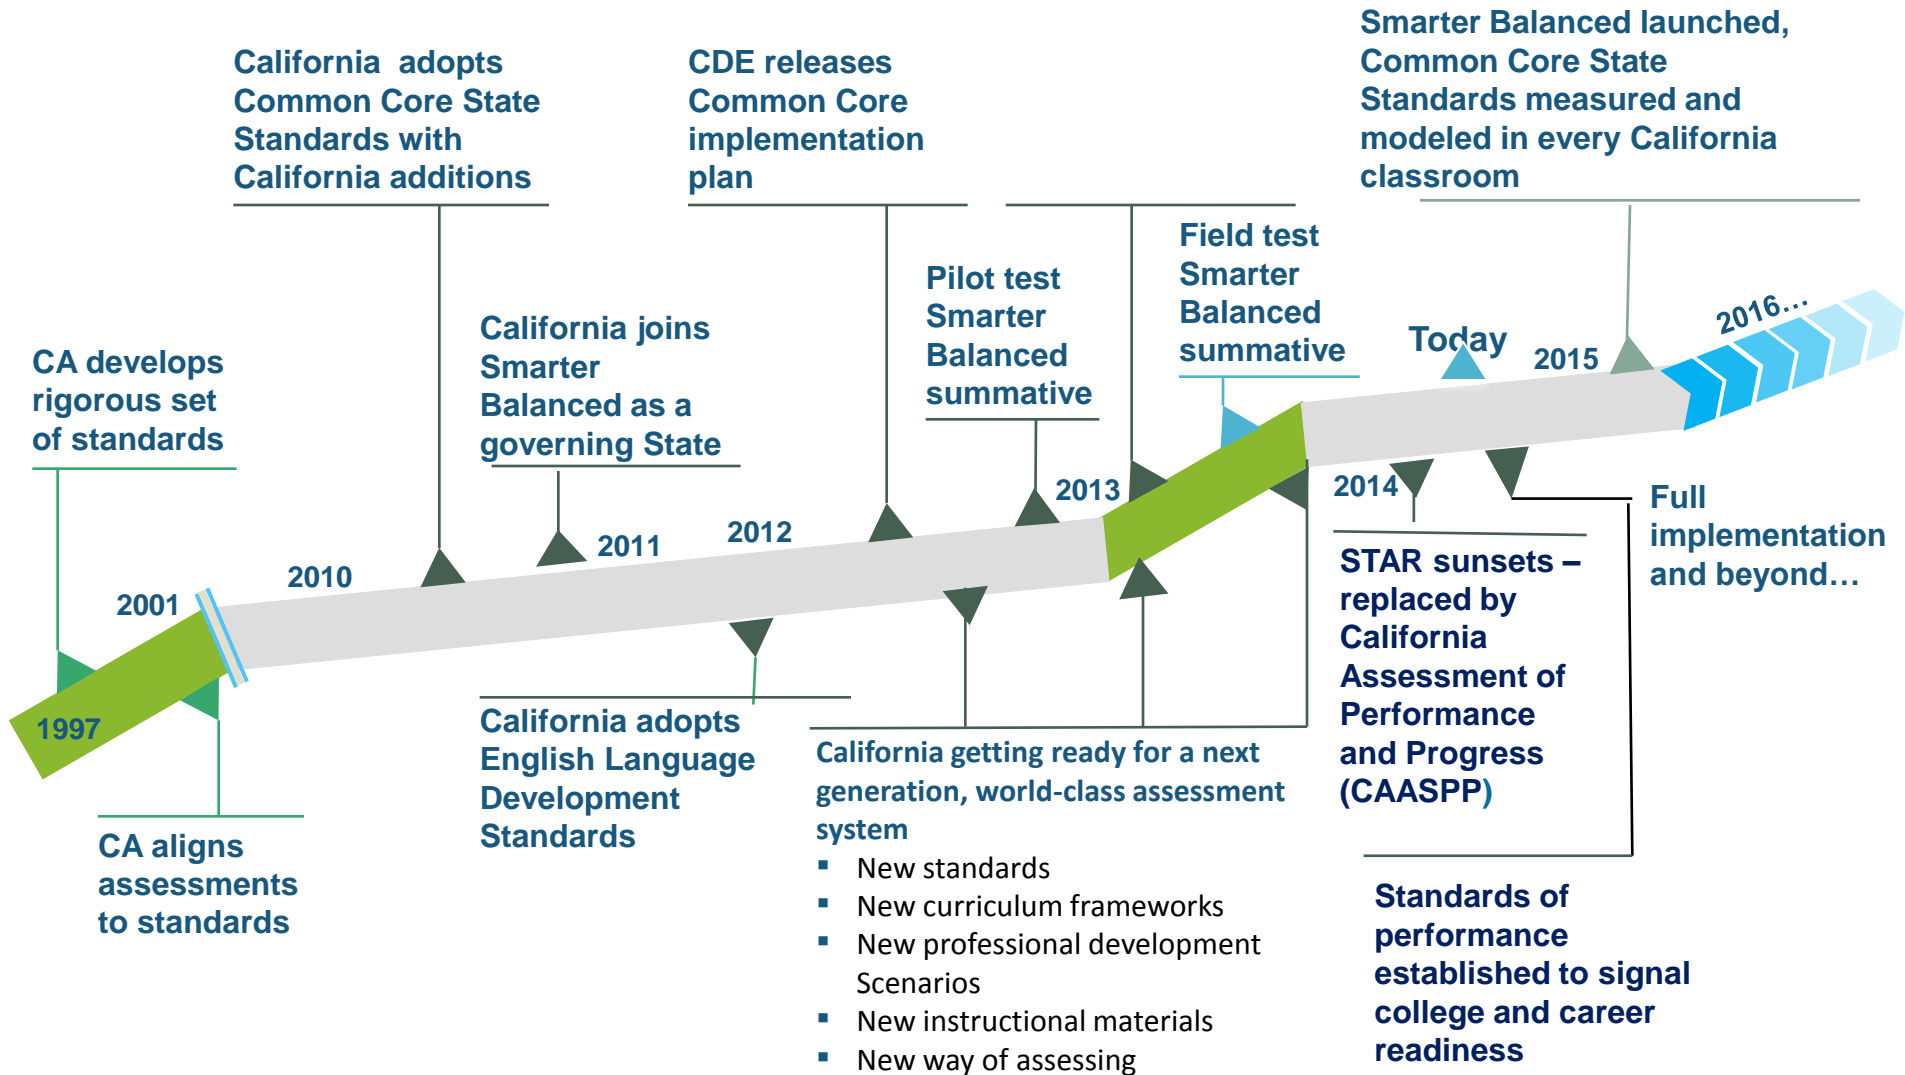 Smarter Balanced launched,
Common Core State
Standards measured and
modeled in every California
classroom
California adopts
Common Core State
Standards with
California additions
CDE releases
Common Core
implementation
plan
Field test
Smarter
Balanced
summative
Pilot test
Smarter
Balanced
summative
California joins
Smarter
Balanced as a
governing State
CA develops
rigorous set
of standards
Today
2016...
2015
2014
2013
2012
2011
2010
2001
1997
Full
implementation
and beyond…
STAR sunsets –
replaced by
California
Assessment of
Performance
and Progress
(CAASPP)
CA aligns
assessments
to standards
California adopts
English Language
Development
Standards
California getting ready for a next
generation, world-class assessment
system
▪ New standards
▪ New curriculum frameworks
▪ New professional development
Scenarios
▪ New instructional materials
▪ New way of assessing
Standards of
performance
established to signal
college and career
readiness